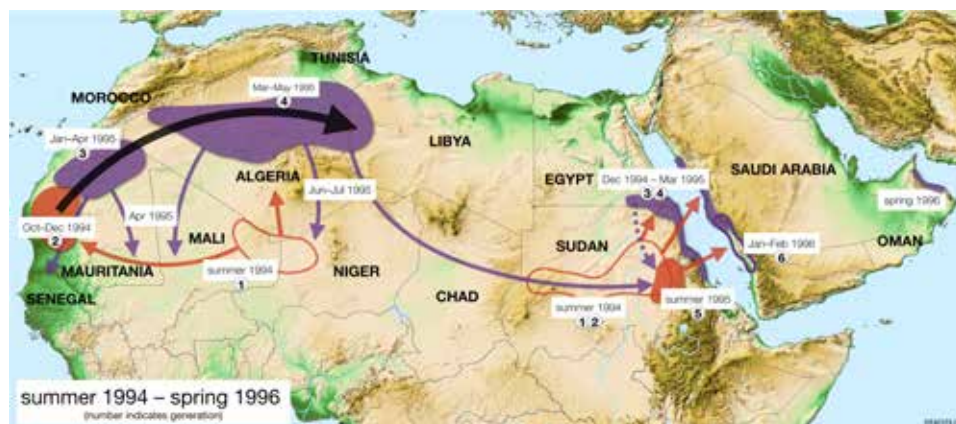 TUNISIA
Mar–May 1995
4
MOROCCO
Jan–Apr 1995
3
LIBYA
SAUDI ARABIA
ALGERIA
EGYPT
Dec 1994 – Mar 1995
3 4
Jun–Jul 1995
spring 1996
Apr 1995
Oct–Dec 1994
2
MALI
SUDAN
Jan–Feb 1996
6
OMAN
MAURITANIA
summer 1994
1
NIGER
SENEGAL
CHAD
summer 1994
1 2
summer 1995
5
summer 1994 – spring 1996
(number indicates generation)